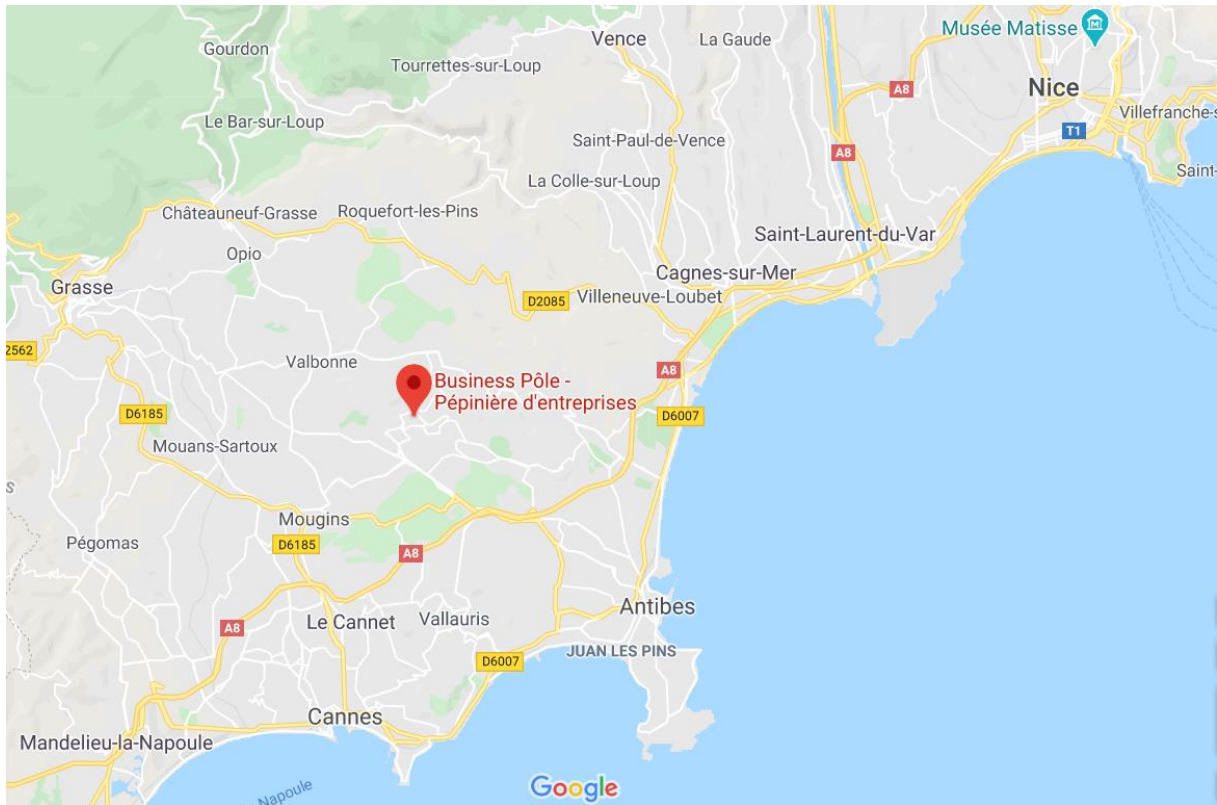 Musée Matisse
Vence
La Gaude
Gourdon
Tourrettes-sur-Loup
A8
Nice
Villefranche-s
Le Bar-sur-Loup
T1
Saint-Paul-de-Vence
A8
Saint-
La Colle-sur-Loup
Châteauneuf-Grasse
Roquefort-les-Pins
Saint-Laurent-du-Var
Opio
Cagnes-sur-Mer
Grasse
Villeneuve-Loubet
D2085
2562
Valbonne
A8
Business Pôle -
Pépinière d'entreprises
D6185
D6007
Mouans-Sartoux
S
Mougins
Pégomas
D6185
A8
Antibes
Le Cannet
Vallauris
A8
JUAN LES PINS
D6007
Cannes
Mandelieu-la-Napoule
Napoule
Google